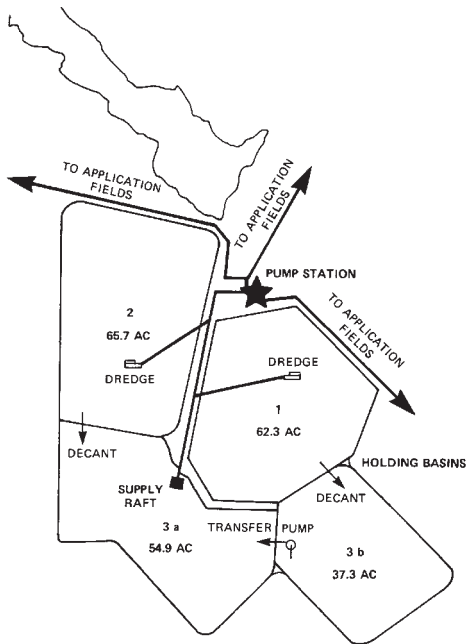 TO APPLICATION
FIELDS
TO APPLICATION
FIELDS
PUMP STATION
TO APPLICATION
FIELDS
2
65.7 AC
DREDGE
DREDGE
1
62.3 AC
DECANT
HOLDING BASINS
SUPPLY
RAFT
DECANT
3 a
54.9 AC
TRANSFER PUMP
3 b
37.3 AC